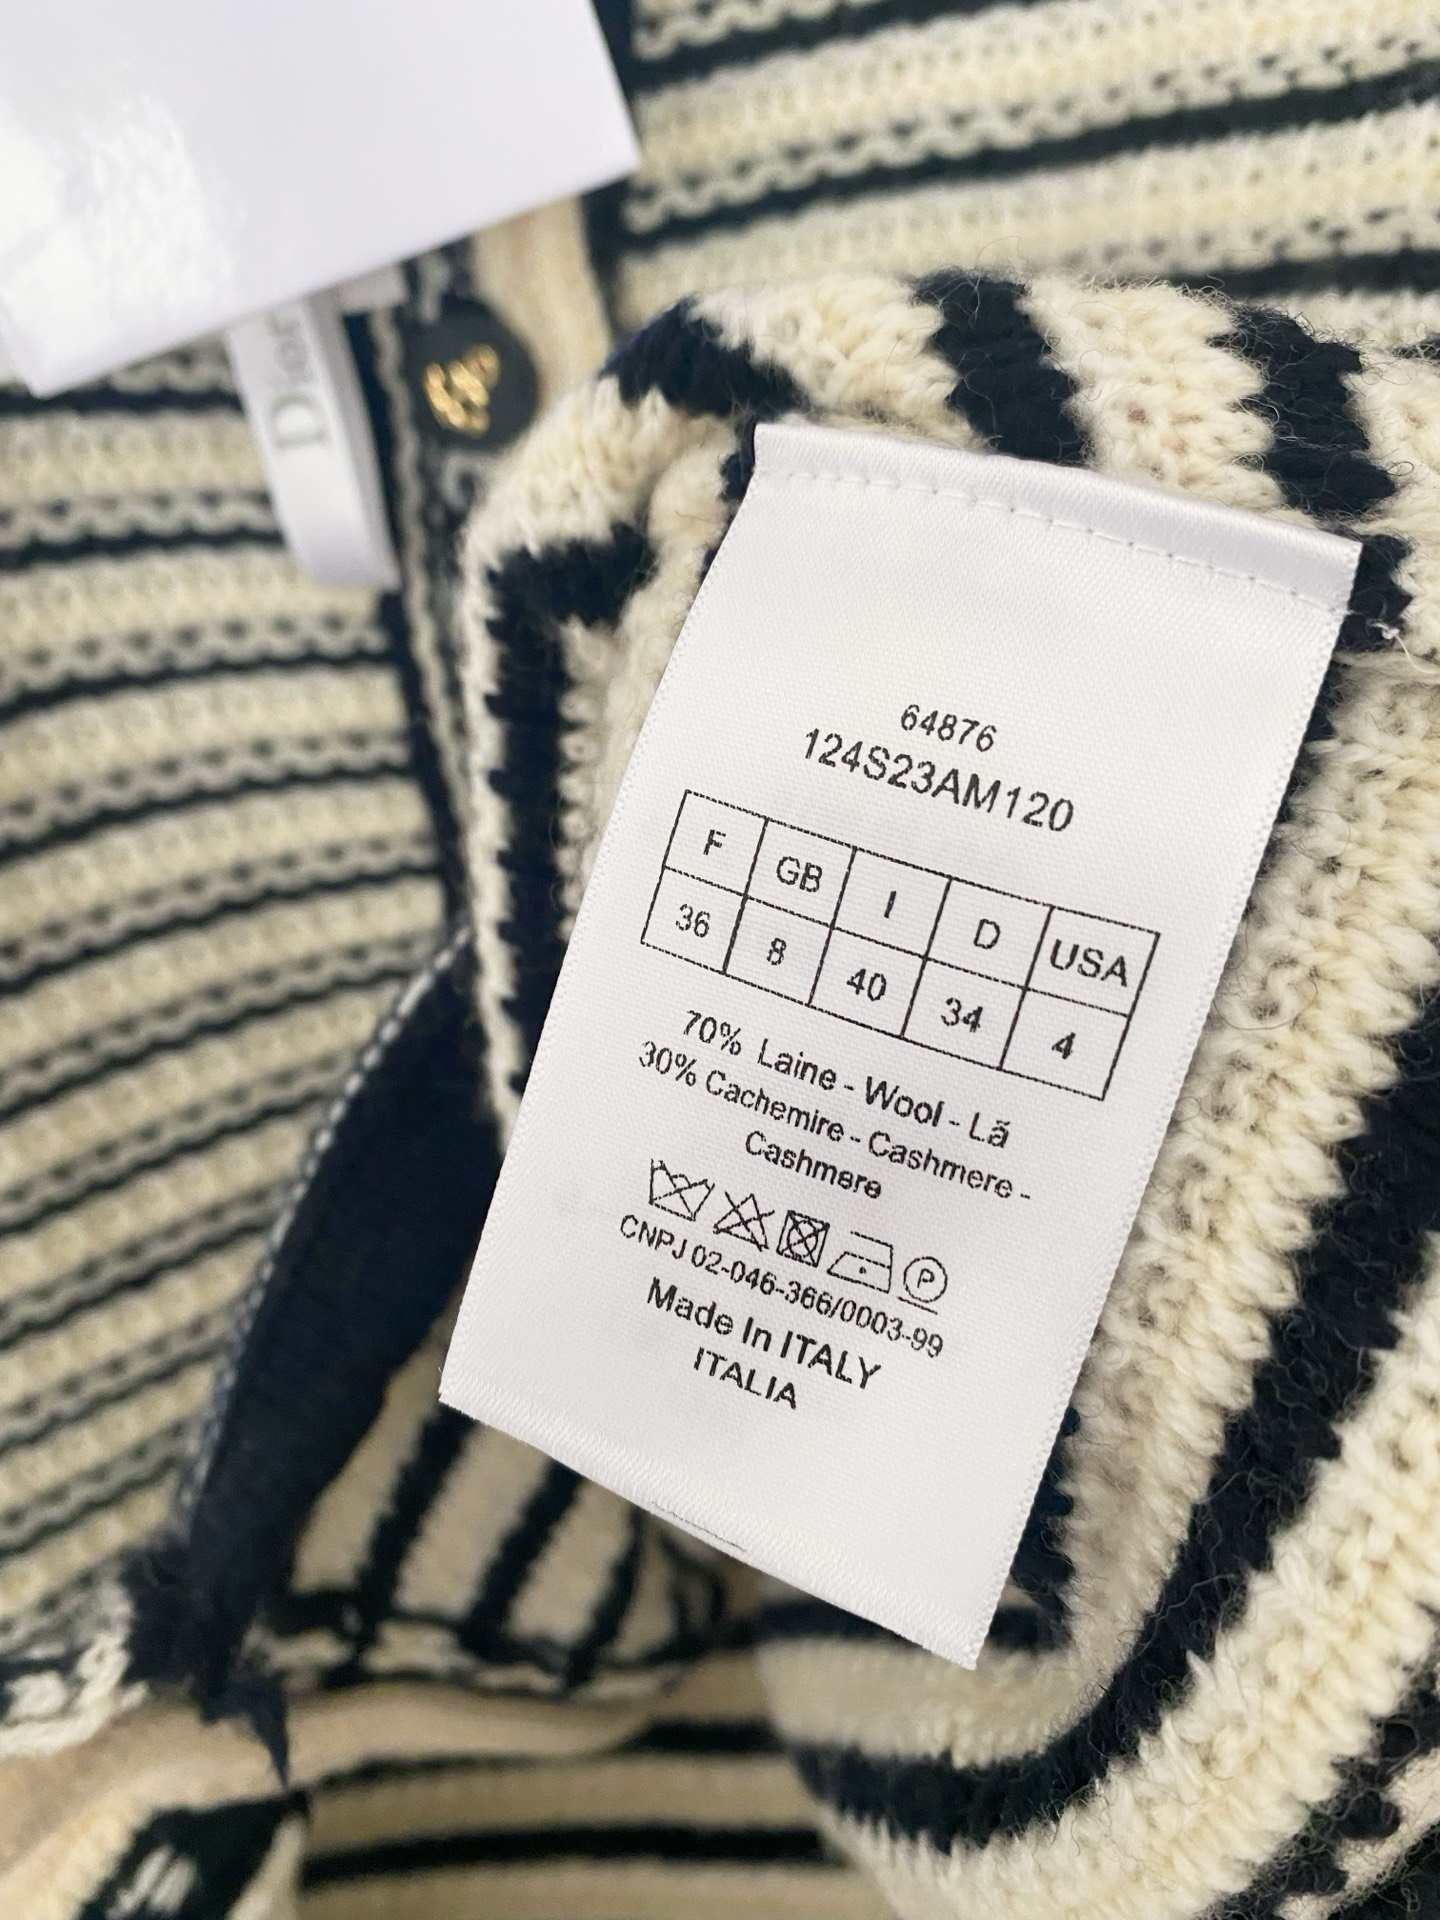 Dior
64876
124S23AM120
F GB I D USA
36 8 40 34 4
70% Laine - Wool - Lã
30% Cachemire - Cashmere -
Cashmere
P
CNPJ 02-046-366/0003-99
Made In ITALY
ITALIA